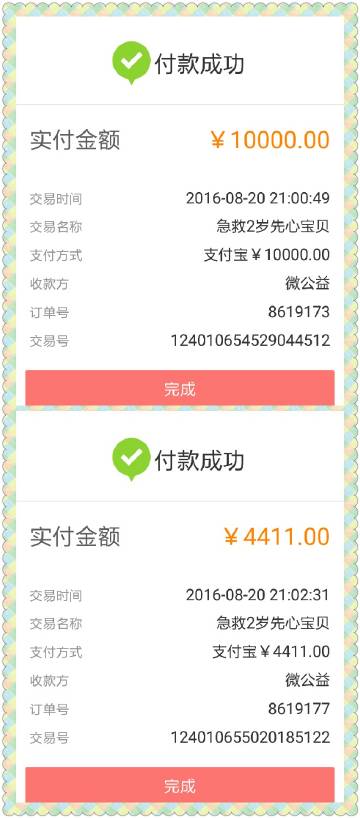 付款成功
实付金额 ￥10000.00
交易时间 2016-08-20 21:00:49
交易名称 急救2岁先心宝贝
支付方式 支付宝￥10000.00
收款方 微公益
订单号 8619173
交易号 124010654529044512
完成
付款成功
实付金额 ￥4411.00
交易时间 2016-08-20 21:02:31
交易名称 急救2岁先心宝贝
支付方式 支付宝￥4411.00
收款方 微公益
订单号 8619177
交易号 124010655020185122
完成